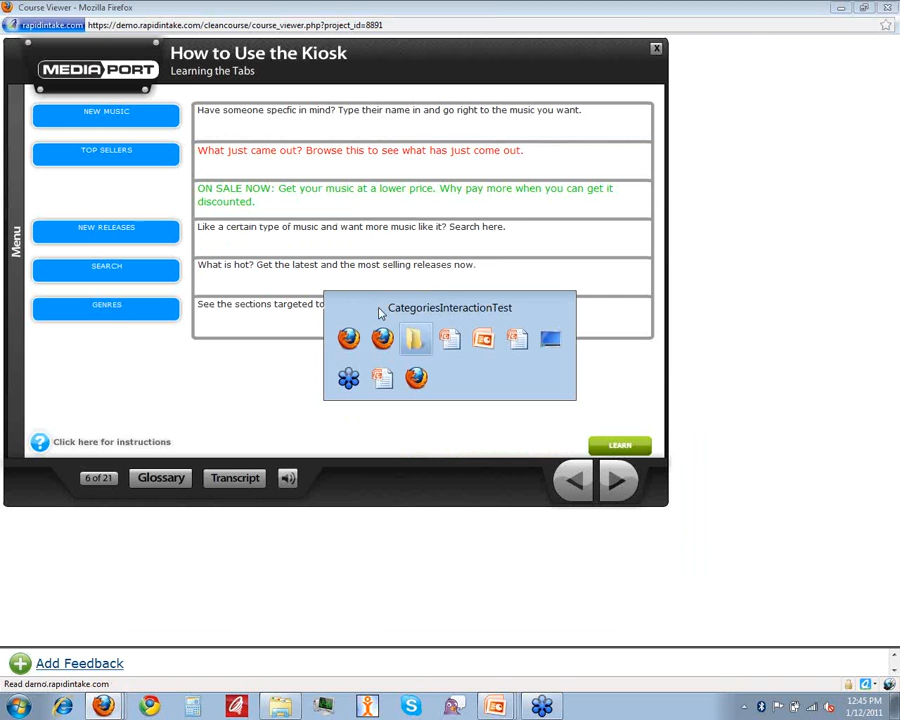 Course Viewer - Mozilla Firefox
rapidintake.com https://demo.rapidintake.com/cleancourse/course_viewer.php?project_id=8891
MEDIAPORT
How to Use the Kiosk
Learning the Tabs
X
Menu
NEW MUSIC
Have someone specfic in mind? Type their name in and go right to the music you want.
TOP SELLERS
What just came out? Browse this to see what has just come out.
ON SALE NOW: Get your music at a lower price. Why pay more when you can get it
discounted.
NEW RELEASES
Like a certain type of music and want more music like it? Search here.
SEARCH
What is hot? Get the latest and the most selling releases now.
GENRES
See the sections targeted to
CategoriesInteractionTest
? Click here for instructions
LEARN
6 of 21
Glossary
Transcript
Add Feedback
Read demo.rapidintake.com
12:45 PM
1/12/2011